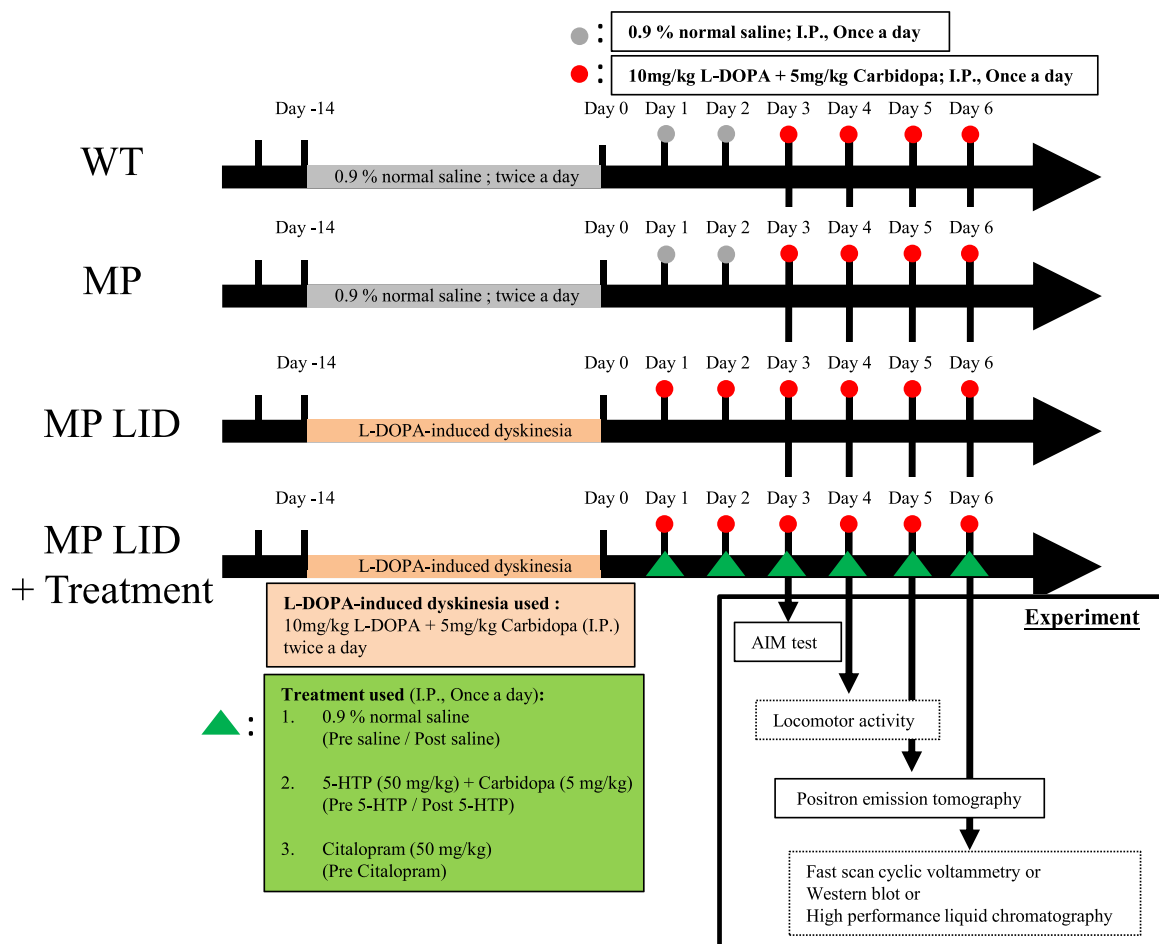 : 0.9 % normal saline; I.P., Once a day
: 10mg/kg L-DOPA + 5mg/kg Carbidopa; I.P., Once a day
Day -14 Day 0 Day 1 Day 2 Day 3 Day 4 Day 5 Day 6
WT
0.9 % normal saline ; twice a day
Day -14 Day 0 Day 1 Day 2 Day 3 Day 4 Day 5 Day 6
MP
0.9 % normal saline ; twice a day
Day 0 Day 1 Day 2 Day 3 Day 4 Day 5 Day 6
MP LID
L-DOPA-induced dyskinesia
Day -14 Day 0 Day 1 Day 2 Day 3 Day 4 Day 5 Day 6
MP LID
+ Treatment
L-DOPA-induced dyskinesia
L-DOPA-induced dyskinesia used :
10mg/kg L-DOPA + 5mg/kg Carbidopa (I.P.)
twice a day
: Treatment used (I.P., Once a day):
1. 0.9 % normal saline
(Pre saline / Post saline)
2. 5-HTP (50 mg/kg) + Carbidopa (5 mg/kg)
(Pre 5-HTP / Post 5-HTP)
3. Citalopram (50 mg/kg)
(Pre Citalopram)
Experiment
AIM test
Locomotor activity
Positron emission tomography
Fast scan cyclic voltammetry or
Western blot or
High performance liquid chromatography